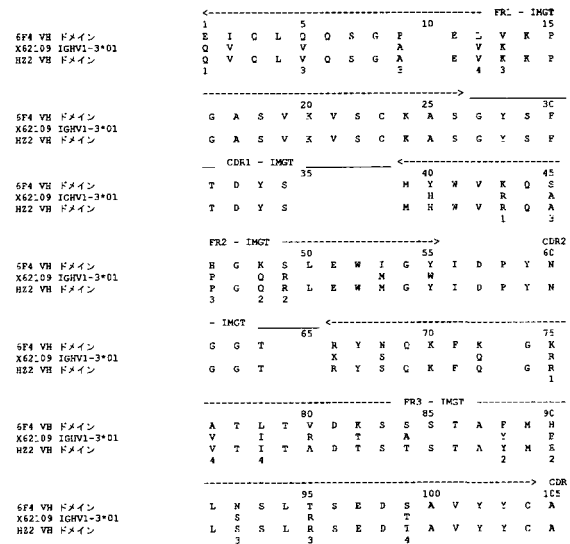 <------------------------------------ FR1 - IMGT
1 5 10 15
6F4 VH ドメイン E I Q L Q Q S G P E L V K P
X62109 IGHV1-3*01 Q V V A V K
HZ2 VH ドメイン Q V Q L V Q S G A E V K K P
1 3 3 4 3
------------------------------------>
20 25 30
6F4 VH ドメイン G A S V K V S C K A S G Y S F
X62109 IGHV1-3*01
HZ2 VH ドメイン G A S V K V S C K A S G Y S F
CDR1 - IMGT <----------------
35 40 45
6F4 VH ドメイン T D Y S M Y W V K Q S
X62109 IGHV1-3*01 H R A
HZ2 VH ドメイン T D Y S M H W V R Q A
1 3
FR2 - IMGT ----------------------> CDR2
50 55 60
6F4 VH ドメイン H G K S L E W I G Y I D P Y N
X62109 IGHV1-3*01 P Q R M W
HZ2 VH ドメイン P G Q R L E W M G Y I D P Y N
3 2 2
- IMGT <--------------------------------
65 70 75
6F4 VH ドメイン G G T R Y N Q K F K G K
X62109 IGHV1-3*01 K S Q R
HZ2 VH ドメイン G G T R Y S Q K F Q G R
1
------------------------------------ FR3 - IMGT ----------------
80 85 90
6F4 VH ドメイン A T L T V D K S S S T A F M H
X62109 IGHV1-3*01 V I R T A Y E
HZ2 VH ドメイン V T I T A D T S T S T A Y M E
4 4 2 2
------------------------------------> CDR
95 100 105
6F4 VH ドメイン L N S L T S E D S A V Y Y C A
X62109 IGHV1-3*01 S R T
HZ2 VH ドメイン L S S L R S E D T A V Y Y C A
3 3 4